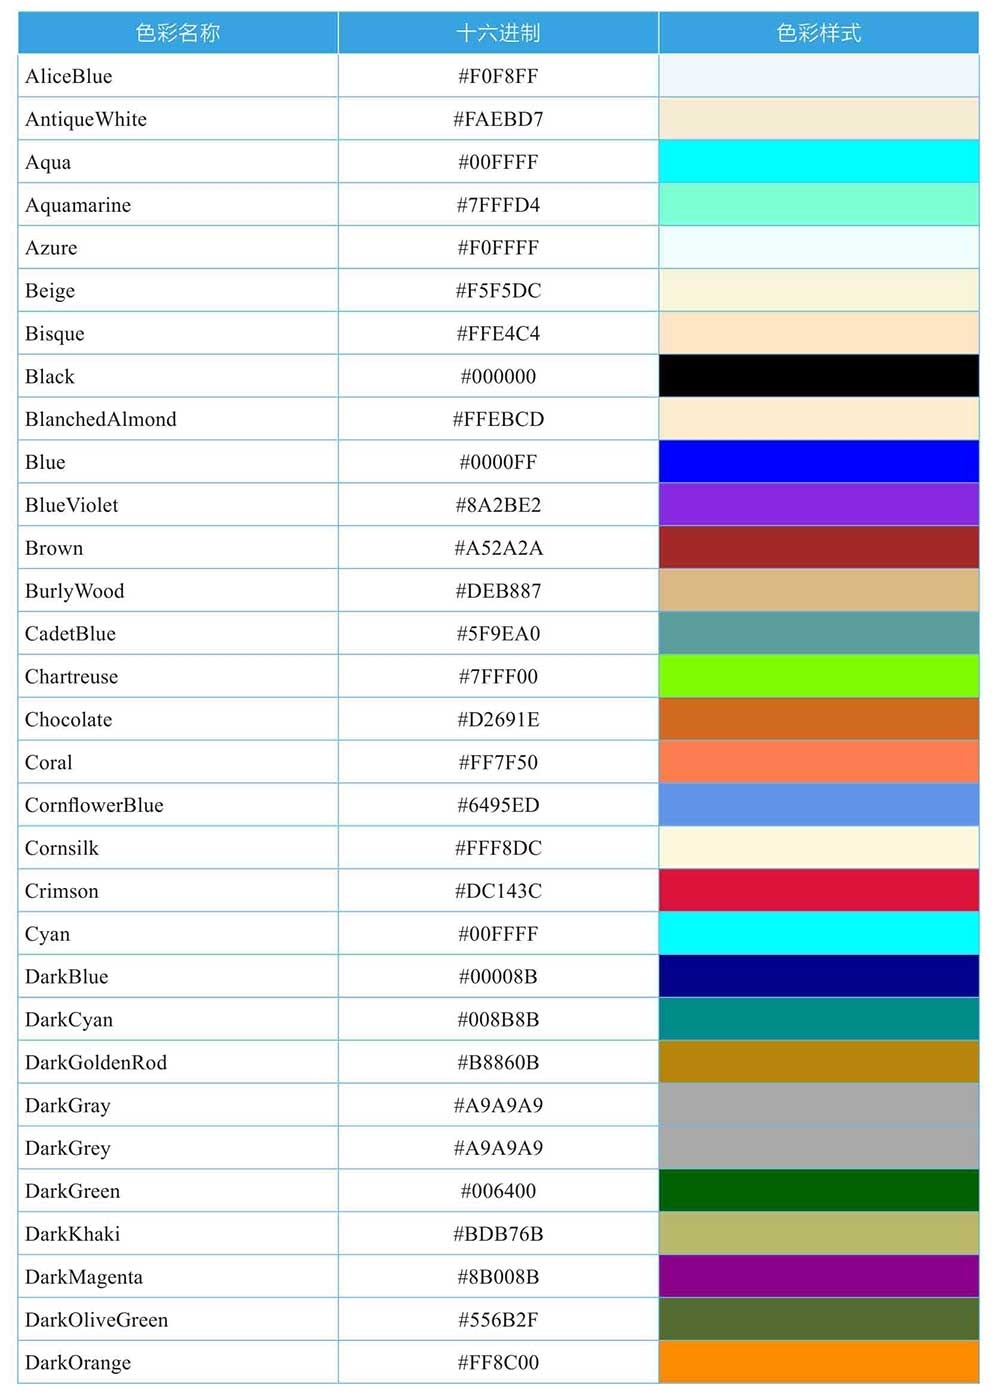 色彩名称 十六进制 色彩样式
AliceBlue #F0F8FF
AntiqueWhite #FAEBD7
Aqua #00FFFF
Aquamarine #7FFFD4
Azure #F0FFFF
Beige #F5F5DC
Bisque #FFE4C4
Black #000000
BlanchedAlmond #FFEBCD
Blue #0000FF
BlueViolet #8A2BE2
Brown #A52A2A
BurlyWood #DEB887
CadetBlue #5F9EA0
Chartreuse #7FFF00
Chocolate #D2691E
Coral #FF7F50
CornflowerBlue #6495ED
Cornsilk #FFF8DC
Crimson #DC143C
Cyan #00FFFF
DarkBlue #00008B
DarkCyan #008B8B
DarkGoldenRod #B8860B
DarkGray #A9A9A9
DarkGrey #A9A9A9
DarkGreen #006400
DarkKhaki #BDB76B
DarkMagenta #8B008B
DarkOliveGreen #556B2F
DarkOrange #FF8C00